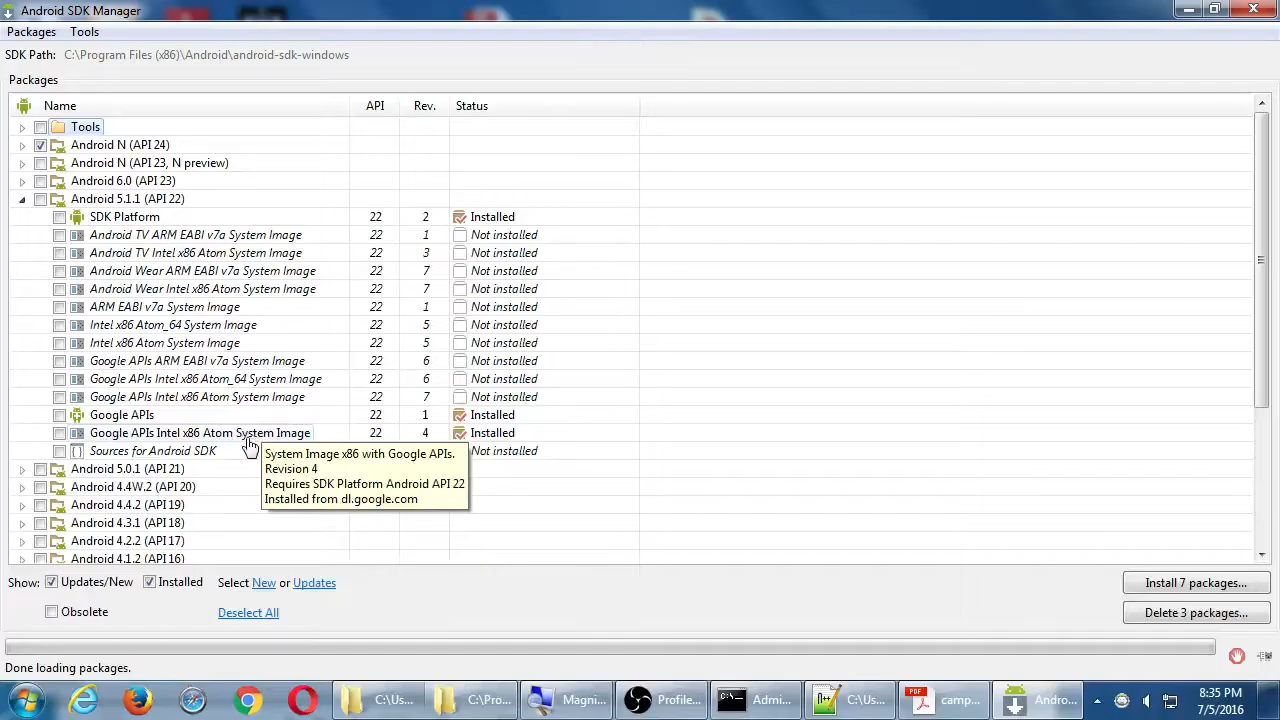 Android SDK Manager
Packages Tools
SDK Path: C:\Program Files (x86)\Android\android-sdk-windows
Packages
Name API Rev. Status
Tools
Android N (API 24)
Android N (API 23, N preview)
Android 6.0 (API 23)
Android 5.1.1 (API 22)
SDK Platform 22 2 Installed
Android TV ARM EABI v7a System Image 22 1 Not installed
Android TV Intel x86 Atom System Image 22 3 Not installed
Android Wear ARM EABI v7a System Image 22 7 Not installed
Android Wear Intel x86 Atom System Image 22 7 Not installed
ARM EABI v7a System Image 22 1 Not installed
Intel x86 Atom_64 System Image 22 5 Not installed
Intel x86 Atom System Image 22 5 Not installed
Google APIs ARM EABI v7a System Image 22 6 Not installed
Google APIs Intel x86 Atom_64 System Image 22 6 Not installed
Google APIs Intel x86 Atom System Image 22 7 Not installed
Google APIs 22 1 Installed
Google APIs Intel x86 Atom System Image 22 4 Installed
Sources for Android SDK Not installed
System Image x86 with Google APIs.
Revision 4
Requires SDK Platform Android API 22
Installed from dl.google.com
Android 5.0.1 (API 21)
Android 4.4W.2 (API 20)
Android 4.4.2 (API 19)
Android 4.3.1 (API 18)
Android 4.2.2 (API 17)
Android 4.1.2 (API 16)
Show: Updates/New Installed Select New or Updates Install 7 packages...
Obsolete Deselect All Delete 3 packages...
Done loading packages.
C:\Us... C:\Pro... Magni... Profile... Admi... C:\Us... PDF camp... Andro... 8:35 PM
7/5/2016